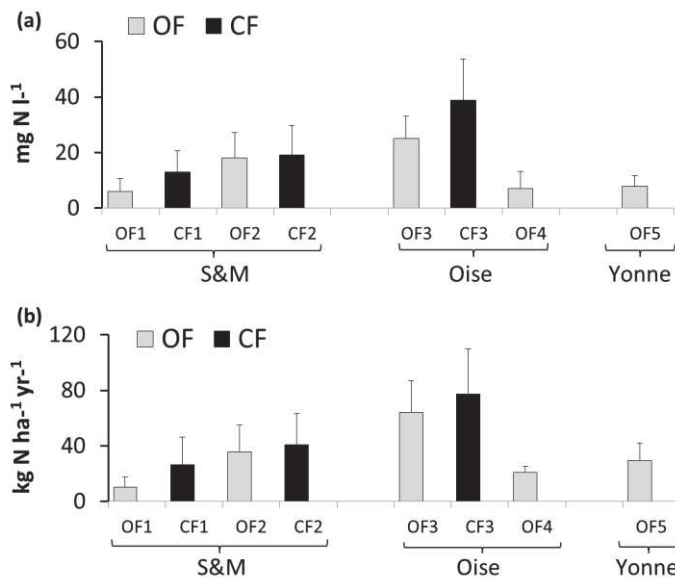 (a)
OF CF
60
40
20
0
mg N l-1
OF1 CF1 OF2 CF2 OF3 CF3 OF4 OF5
S&M Oise Yonne
(b)
OF CF
120
80
40
0
kg N ha-1 yr-1
OF1 CF1 OF2 CF2 OF3 CF3 OF4 OF5
S&M Oise Yonne